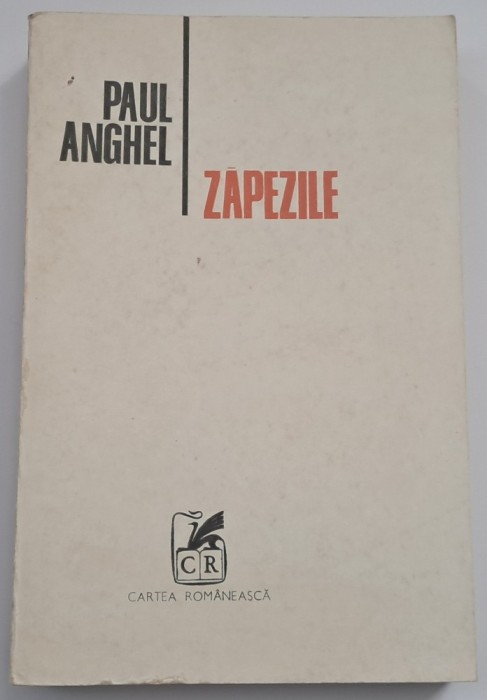 PAUL
ANGHEL
ZĂPEZILE
CR
CARTEA ROMÂNEASCĂ